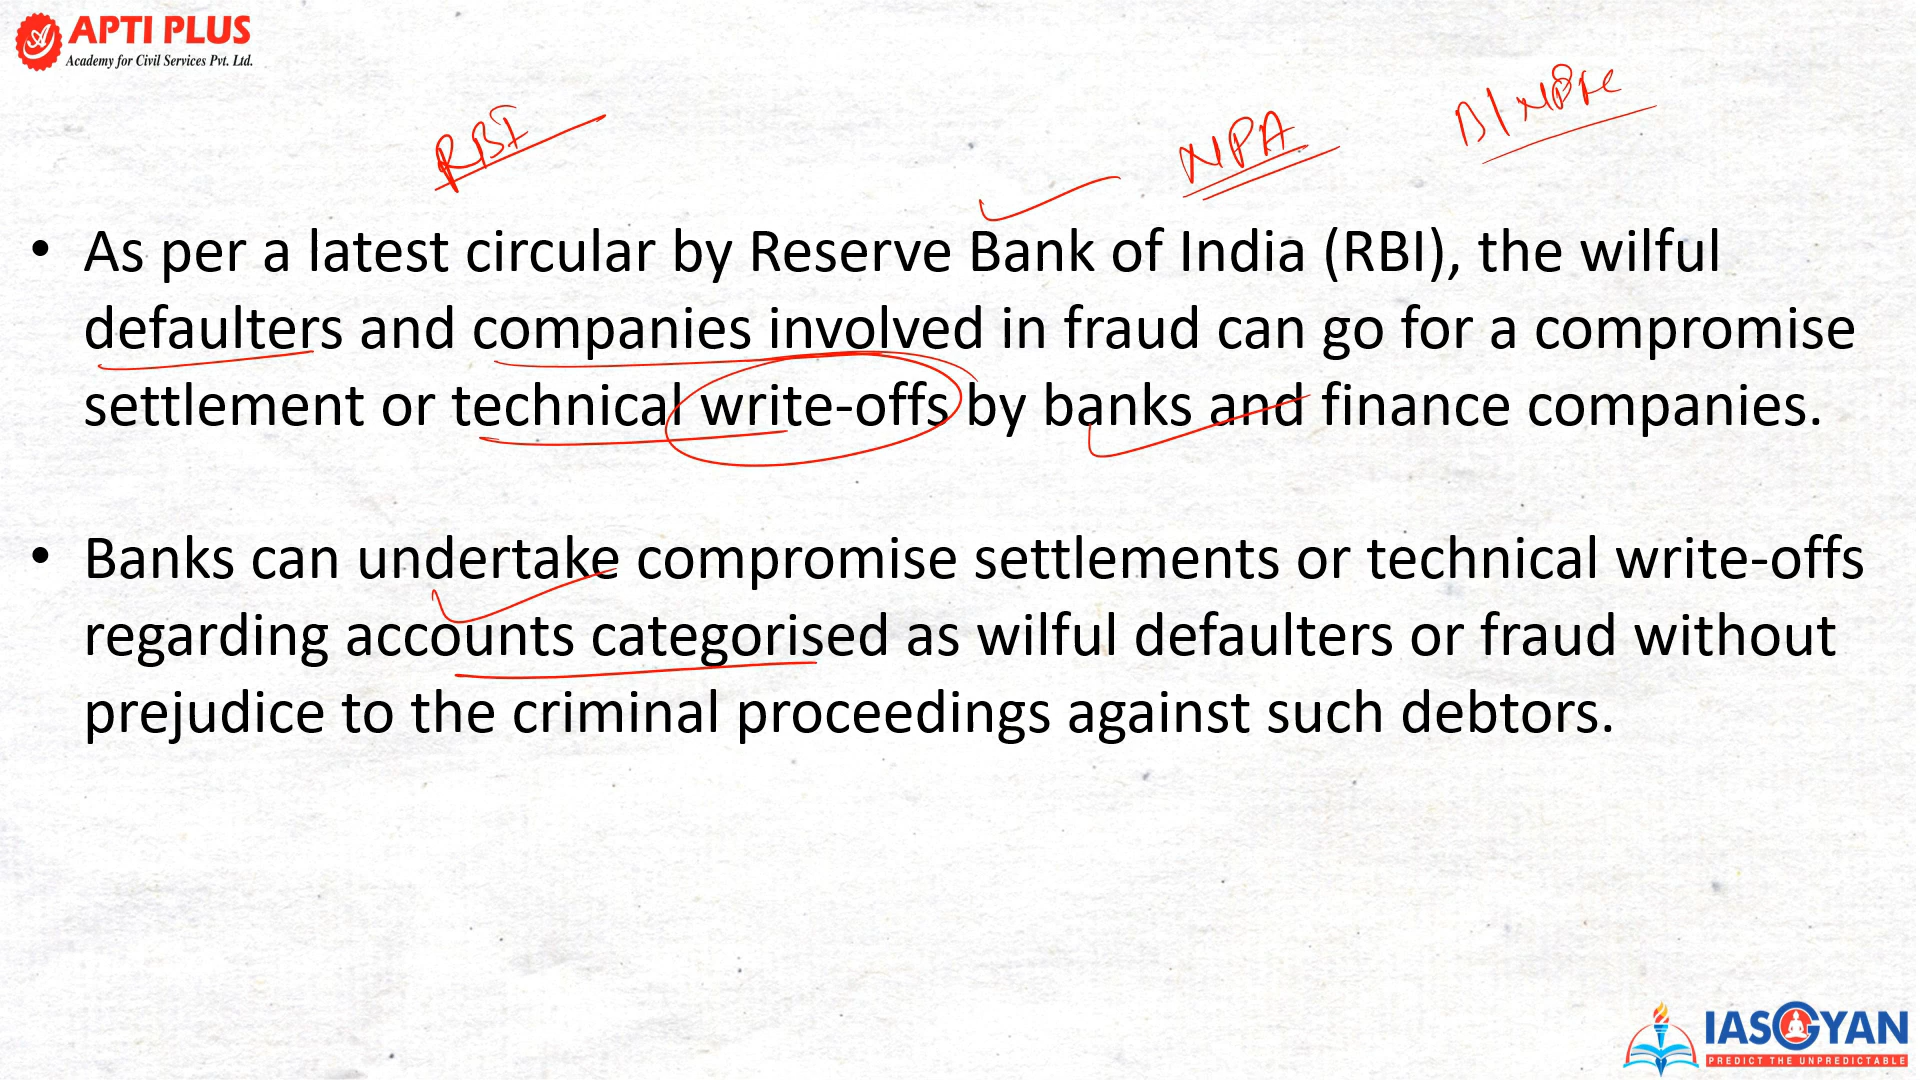 APTI PLUS
Academy for Civil Services Pvt. Ltd.
RBI
NPA
• As per a latest circular by Reserve Bank of India (RBI), the wilful
defaulters and companies involved in fraud can go for a compromise
settlement or technical write-offs by banks and finance companies.
• Banks can undertake compromise settlements or technical write-offs
regarding accounts categorised as wilful defaulters or fraud without
prejudice to the criminal proceedings against such debtors.
IASGYAN
PREDICT THE UNPREDICTABLE